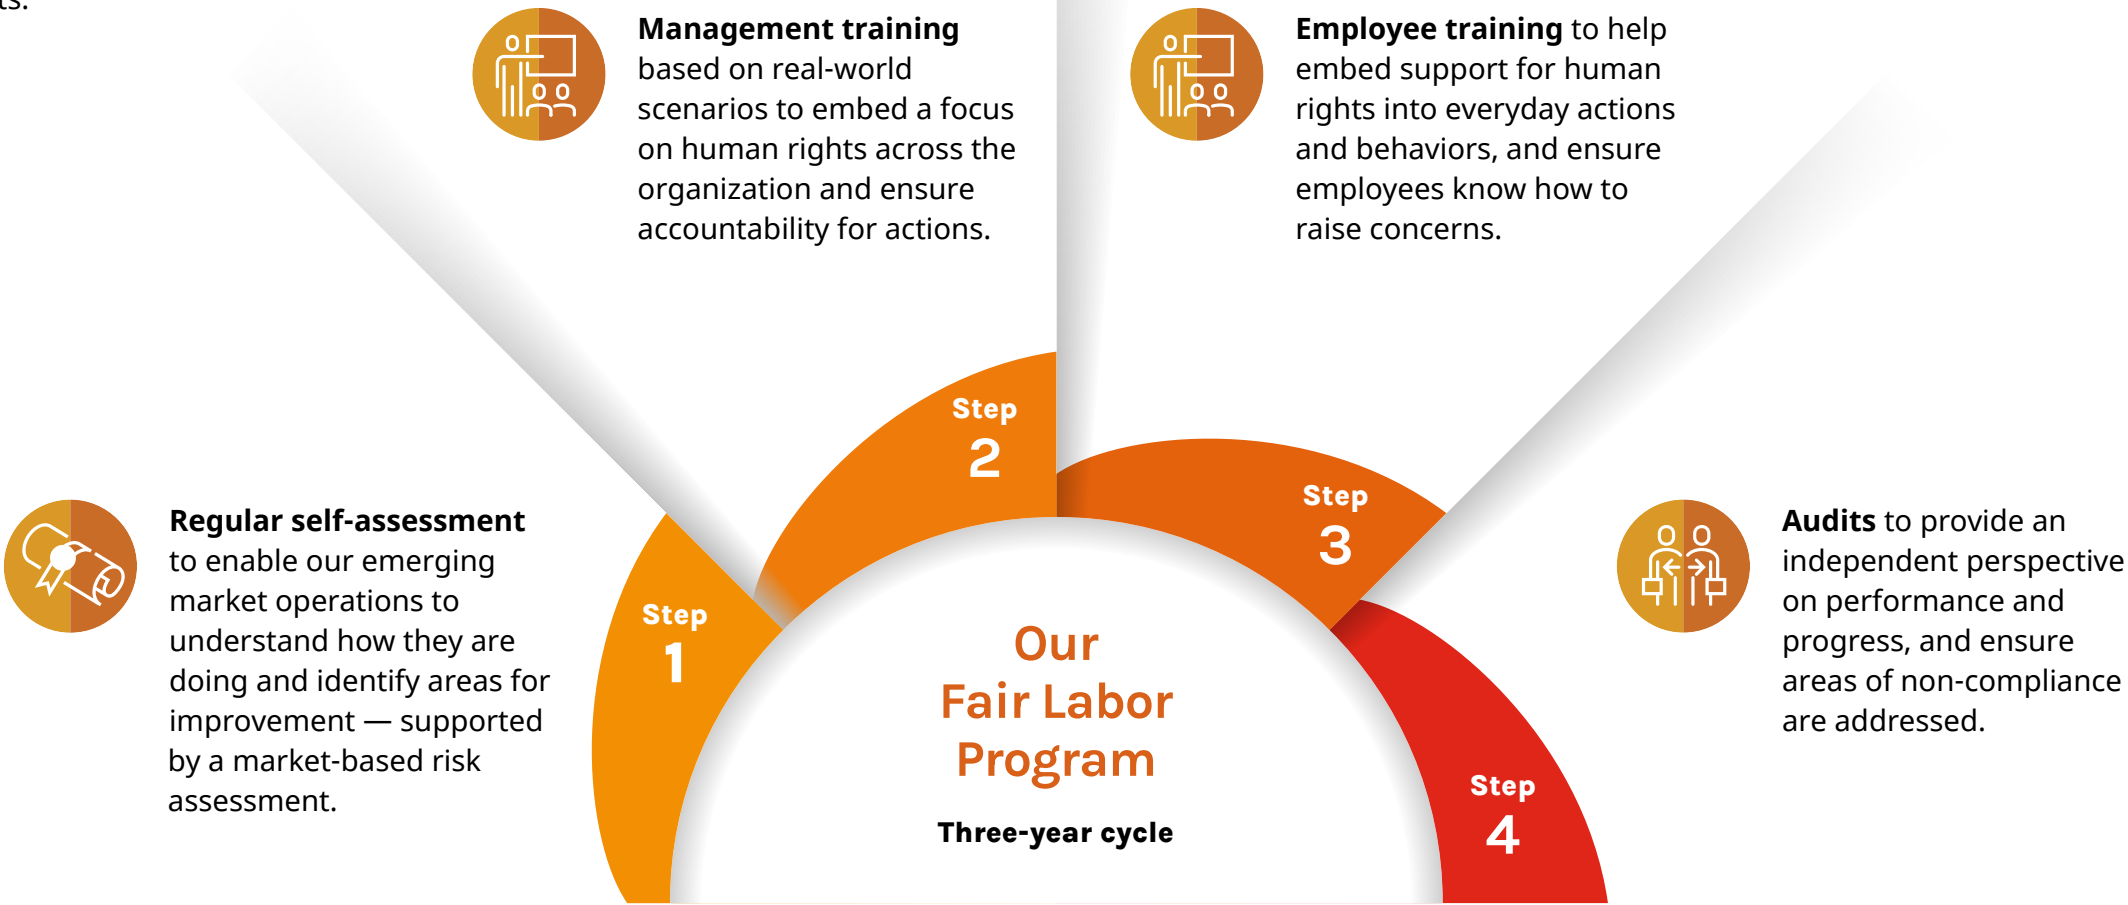 Management training
based on real-world
scenarios to embed a focus
on human rights across the
organization and ensure
accountability for actions.
Employee training to help
embed support for human
rights into everyday actions
and behaviors, and ensure
employees know how to
raise concerns.
Regular self-assessment
to enable our emerging
market operations to
understand how they are
doing and identify areas for
improvement — supported
by a market-based risk
assessment.
Step
1
Step
2
Step
3
Step
4
Our
Fair Labor
Program
Three-year cycle
Audits to provide an
independent perspective
on performance and
progress, and ensure
areas of non-compliance
are addressed.